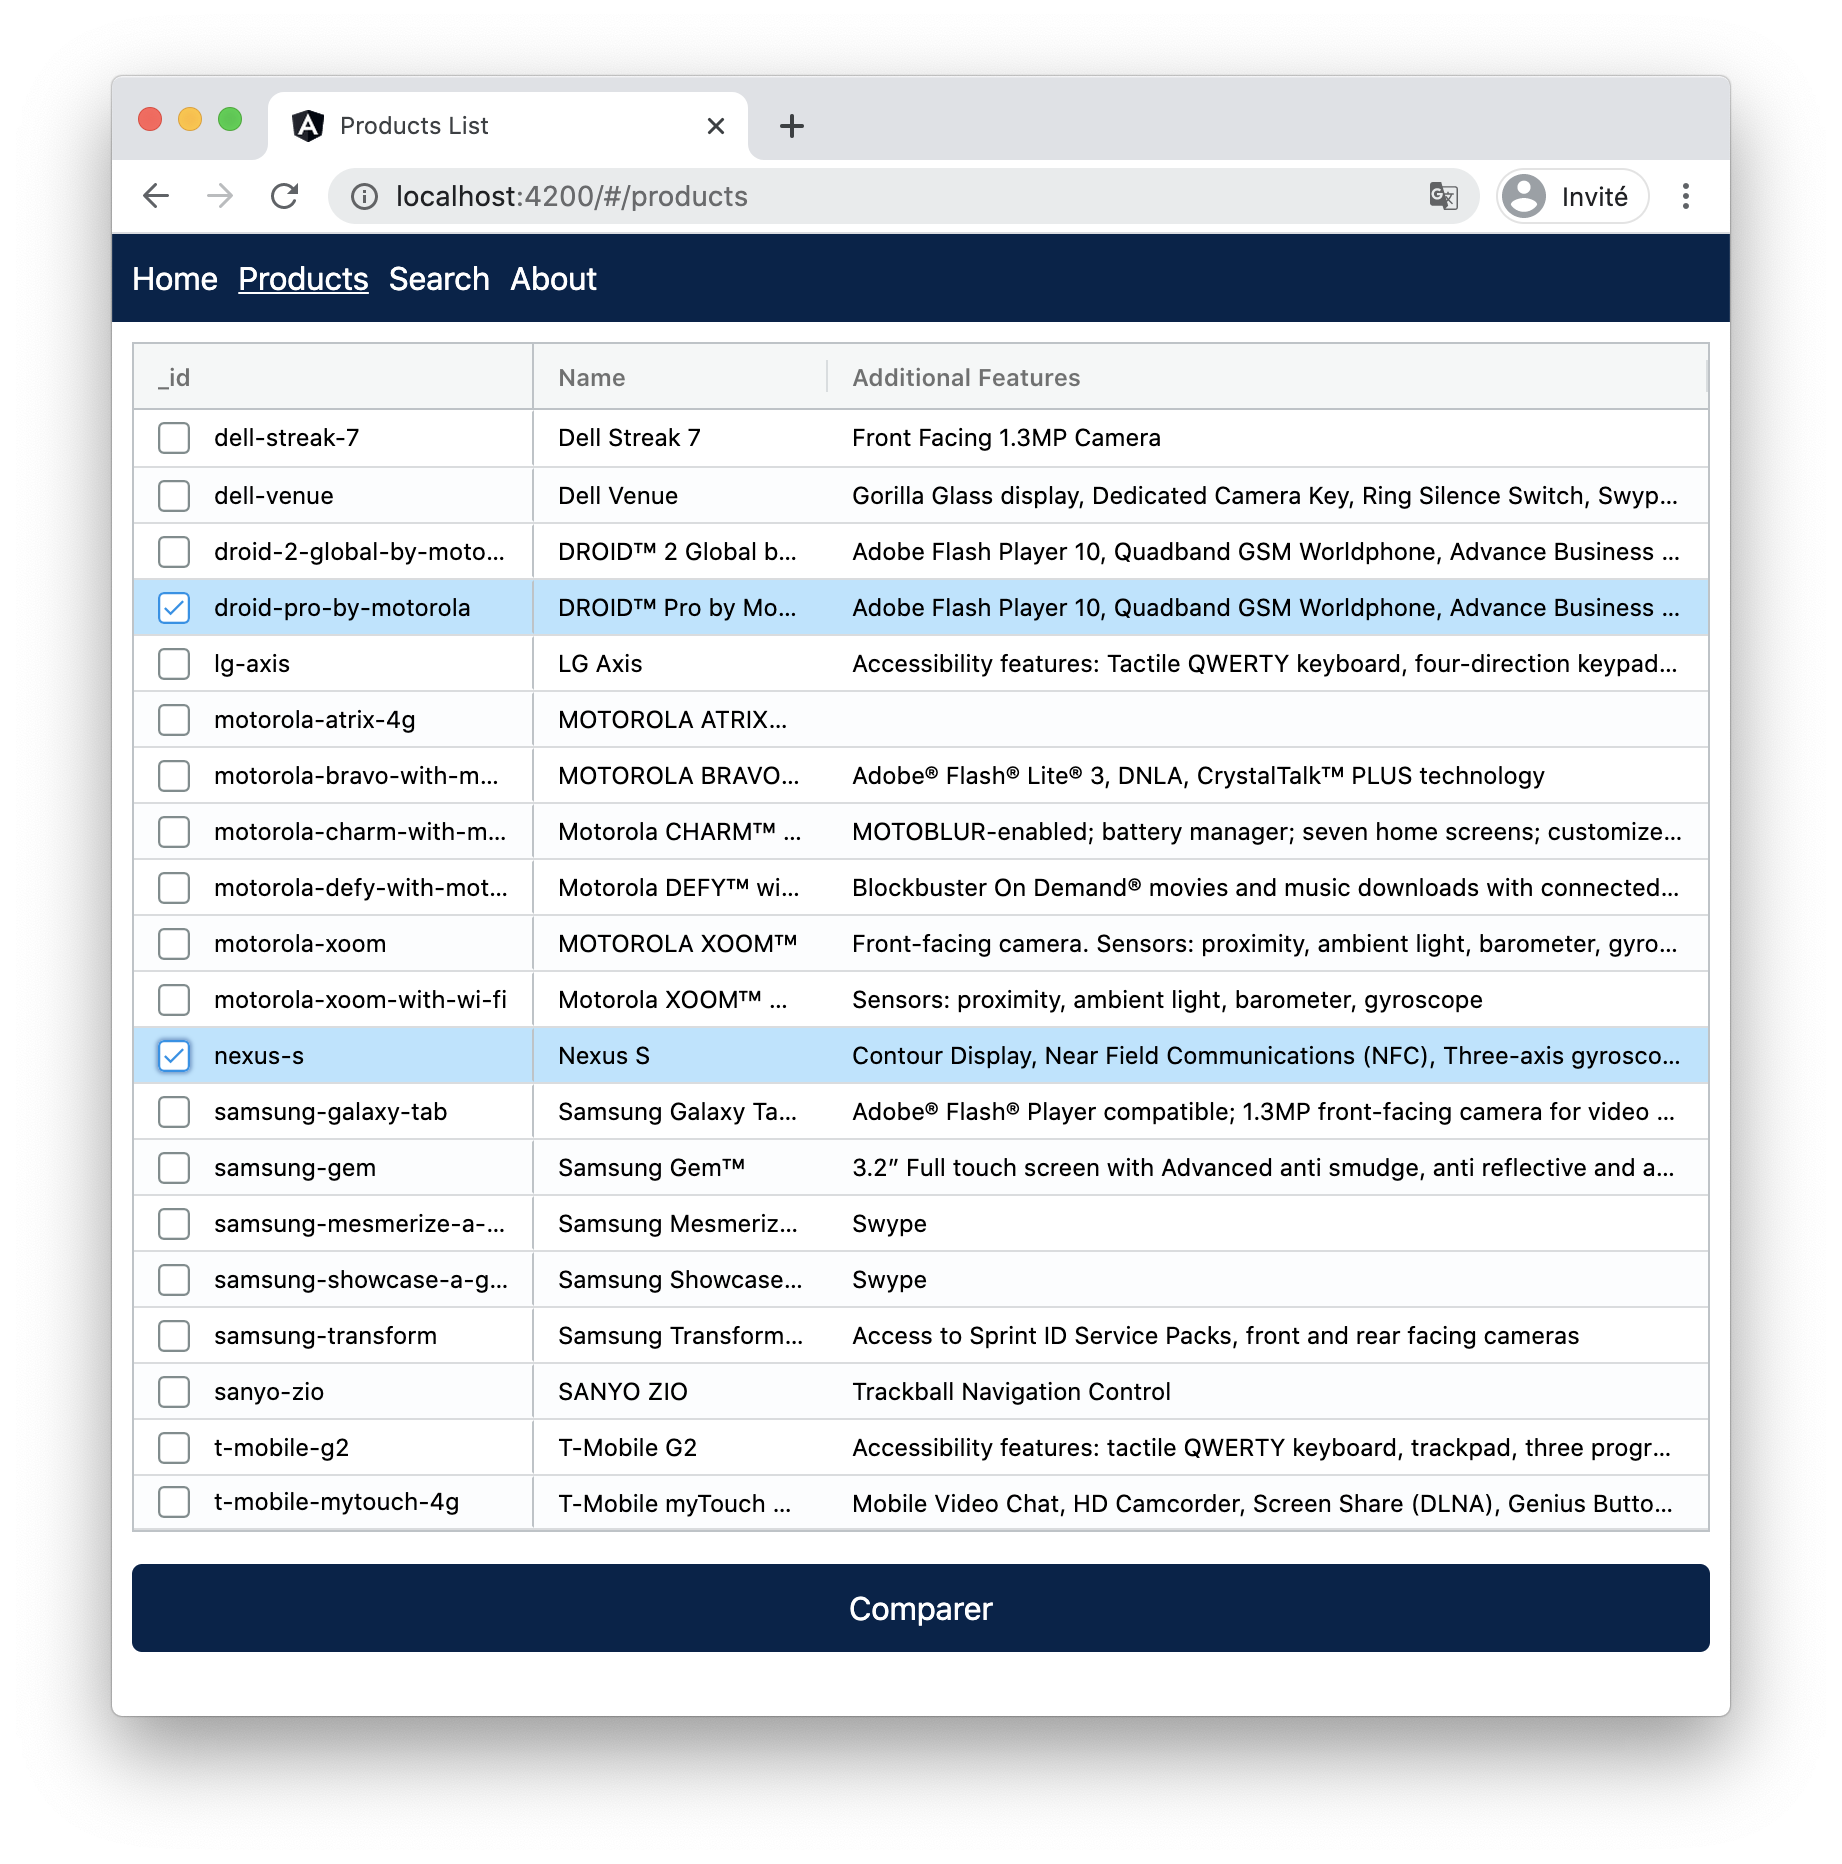 Products List
localhost:4200/#/products
Invité
Home Products Search About
_id Name Additional Features
dell-streak-7 Dell Streak 7 Front Facing 1.3MP Camera
dell-venue Dell Venue Gorilla Glass display, Dedicated Camera Key, Ring Silence Switch, Swyp...
droid-2-global-by-moto... DROID™ 2 Global b... Adobe Flash Player 10, Quadband GSM Worldphone, Advance Business ...
droid-pro-by-motorola DROID™ Pro by Mo... Adobe Flash Player 10, Quadband GSM Worldphone, Advance Business ...
lg-axis LG Axis Accessibility features: Tactile QWERTY keyboard, four-direction keypad...
motorola-atrix-4g MOTOROLA ATRIX...
motorola-bravo-with-m... MOTOROLA BRAVO... Adobe® Flash® Lite® 3, DNLA, CrystalTalk™ PLUS technology
motorola-charm-with-m... Motorola CHARM™ ... MOTOBLUR-enabled; battery manager; seven home screens; customize...
motorola-defy-with-mot... Motorola DEFY™ wi... Blockbuster On Demand® movies and music downloads with connected...
motorola-xoom MOTOROLA XOOM™ Front-facing camera. Sensors: proximity, ambient light, barometer, gyro...
motorola-xoom-with-wi-fi Motorola XOOM™ ... Sensors: proximity, ambient light, barometer, gyroscope
nexus-s Nexus S Contour Display, Near Field Communications (NFC), Three-axis gyrosco...
samsung-galaxy-tab Samsung Galaxy Ta... Adobe® Flash® Player compatible; 1.3MP front-facing camera for video ...
samsung-gem Samsung Gem™ 3.2” Full touch screen with Advanced anti smudge, anti reflective and a...
samsung-mesmerize-a-... Samsung Mesmeriz... Swype
samsung-showcase-a-g... Samsung Showcase... Swype
samsung-transform Samsung Transform... Access to Sprint ID Service Packs, front and rear facing cameras
sanyo-zio SANYO ZIO Trackball Navigation Control
t-mobile-g2 T-Mobile G2 Accessibility features: tactile QWERTY keyboard, trackpad, three progr...
t-mobile-mytouch-4g T-Mobile myTouch ... Mobile Video Chat, HD Camcorder, Screen Share (DLNA), Genius Butto...
Comparer